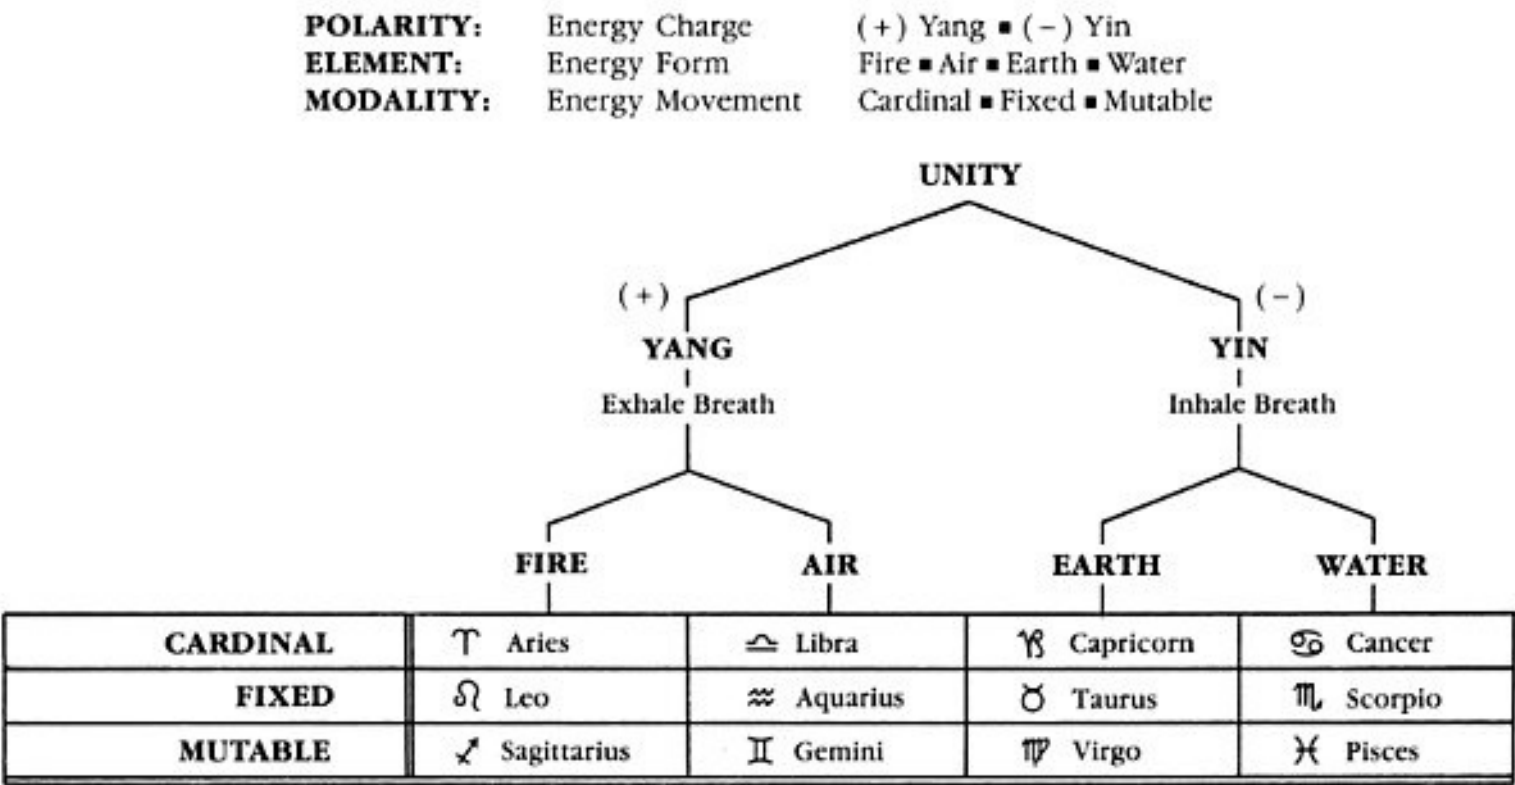 POLARITY: Energy Charge (+) Yang ■ (−) Yin
ELEMENT: Energy Form Fire ■ Air ■ Earth ■ Water
MODALITY: Energy Movement Cardinal ■ Fixed ■ Mutable
UNITY
(+) (−)
YANG YIN
Exhale Breath Inhale Breath
FIRE AIR EARTH WATER
CARDINAL ♈ Aries ♎ Libra ♑ Capricorn ♋ Cancer
FIXED ♌ Leo ♒ Aquarius ♉ Taurus ♏ Scorpio
MUTABLE ♐ Sagittarius ♊ Gemini ♍ Virgo ♓ Pisces